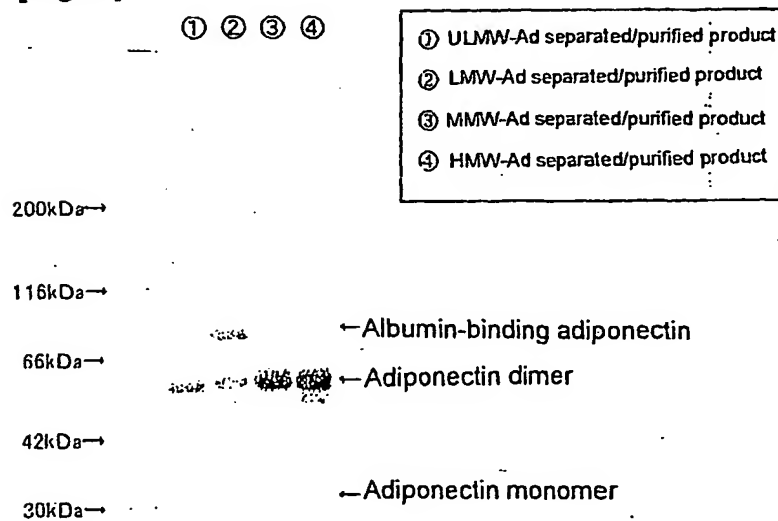 ① ② ③ ④
① ULMW-Ad separated/purified product
② LMW-Ad separated/purified product
③ MMW-Ad separated/purified product
④ HMW-Ad separated/purified product
200kDa→
116kDa→
←Albumin-binding adiponectin
66kDa→
←Adiponectin dimer
42kDa→
←Adiponectin monomer
30kDa→